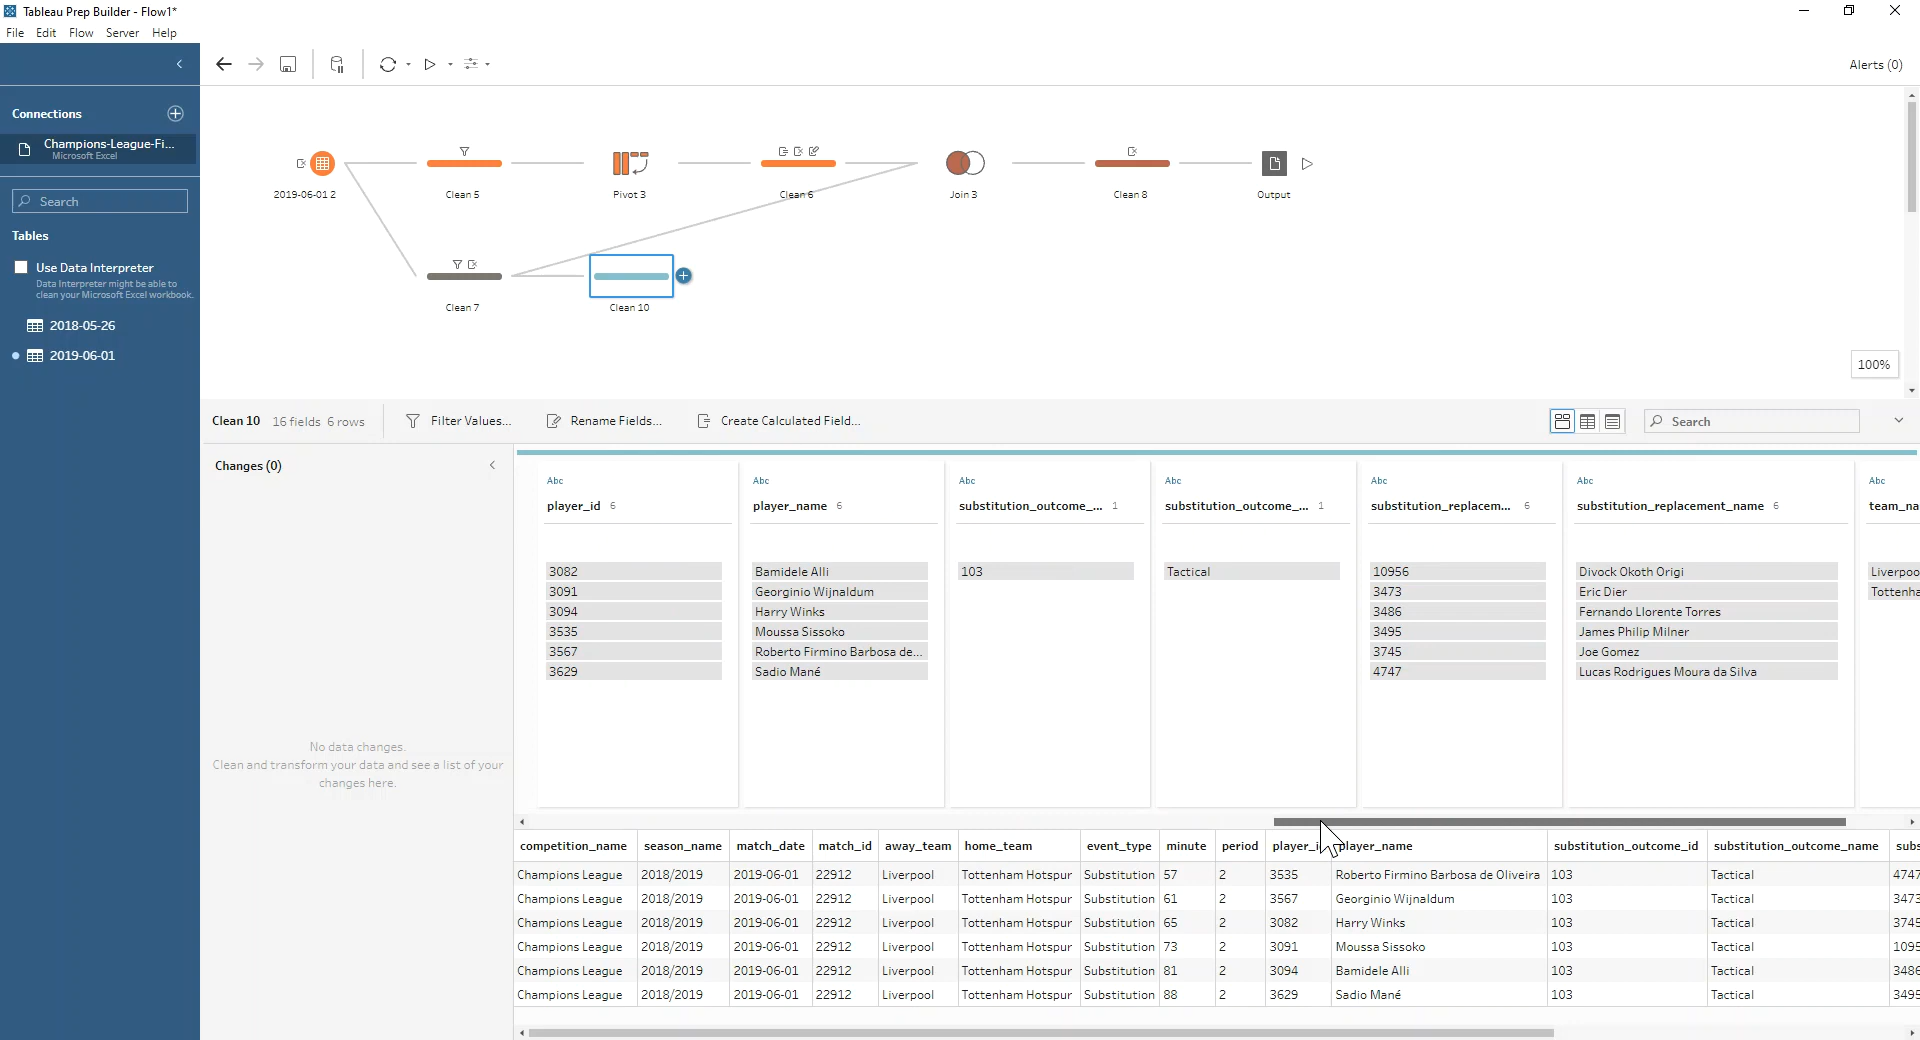 Tableau Prep Builder - Flow1*
File Edit Flow Server Help
Alerts (0)
Connections
Champions-League-Fi...
Microsoft Excel
Search
Tables
Use Data Interpreter
Data Interpreter might be able to
clean your Microsoft Excel workbook.
2018-05-26
2019-06-01
2019-06-01 2
Clean 5
Pivot 3
Clean 6
Join 3
Clean 8
Output
Clean 7
Clean 10
100%
Clean 10 16 fields 6 rows Filter Values... Rename Fields... Create Calculated Field... Search
Changes (0)
No data changes.
Clean and transform your data and see a list of your
changes here.
Abc Abc Abc Abc Abc Abc Abc
player_id 6 player_name 6 substitution_outcome_... 1 substitution_outcome_... 1 substitution_replacem... 6 substitution_replacement_name 6 team_na
3082 Bamidele Alli 103 Tactical 10956 Divock Okoth Origi Liverpoo
3091 Georginio Wijnaldum 3473 Eric Dier Tottenha
3094 Harry Winks 3486 Fernando Llorente Torres
3535 Moussa Sissoko 3495 James Philip Milner
3567 Roberto Firmino Barbosa de... 3745 Joe Gomez
3629 Sadio Mané 4747 Lucas Rodrigues Moura da Silva
competition_name season_name match_date match_id away_team home_team event_type minute period player_i player_name substitution_outcome_id substitution_outcome_name subs
Champions League 2018/2019 2019-06-01 22912 Liverpool Tottenham Hotspur Substitution 57 2 3535 Roberto Firmino Barbosa de Oliveira 103 Tactical 4747
Champions League 2018/2019 2019-06-01 22912 Liverpool Tottenham Hotspur Substitution 61 2 3567 Georginio Wijnaldum 103 Tactical 3473
Champions League 2018/2019 2019-06-01 22912 Liverpool Tottenham Hotspur Substitution 65 2 3082 Harry Winks 103 Tactical 3745
Champions League 2018/2019 2019-06-01 22912 Liverpool Tottenham Hotspur Substitution 73 2 3091 Moussa Sissoko 103 Tactical 1095
Champions League 2018/2019 2019-06-01 22912 Liverpool Tottenham Hotspur Substitution 81 2 3094 Bamidele Alli 103 Tactical 3486
Champions League 2018/2019 2019-06-01 22912 Liverpool Tottenham Hotspur Substitution 88 2 3629 Sadio Mané 103 Tactical 3495